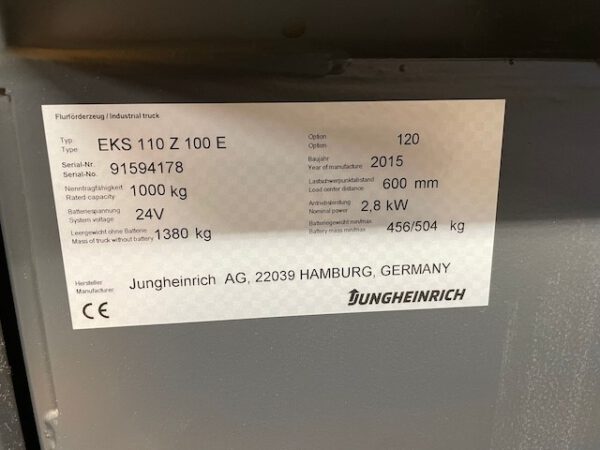 Flurförderzeug / Industrial truck
Typ
Type
EKS 110 Z 100 E
Option
Option
120
Serial-Nr.
Serial-No.
91594178
Baujahr
Year of manufacture
2015
Nenntragfähigkeit
Rated capacity
1000 kg
Lastschwerpunktabstand
Load center distance
600 mm
Batteriespannung
System voltage
24V
Antriebsleistung
Nominal power
2,8 kW
Leergewicht ohne Batterie
Mass of truck without battery
1380 kg
Batteriegewicht min/max
Battery mass min/max
456/504 kg
Hersteller
Manufacturer
Jungheinrich AG, 22039 HAMBURG, GERMANY
CE
JUNGHEINRICH